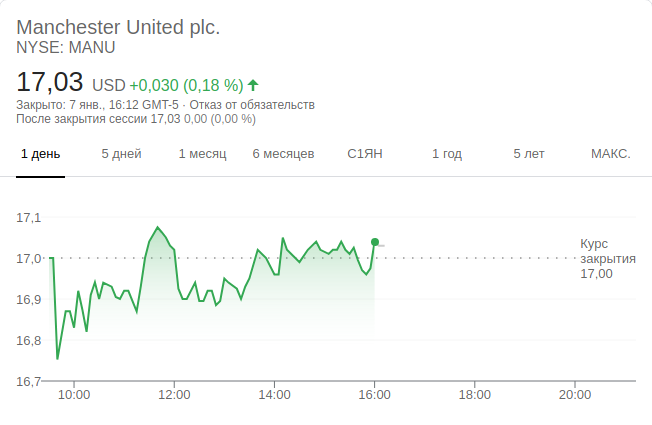 Manchester United plc.
NYSE: MANU
17,03 USD +0,030 (0,18 %)
Закрыто: 7 янв., 16:12 GMT-5 · Отказ от обязательств
После закрытия сессии 17,03 0,00 (0,00 %)
1 день 5 дней 1 месяц 6 месяцев С1ЯН 1 год 5 лет МАКС.
17,1
17,0
16,9
16,8
16,7
Курс
закрытия
17,00
10:00 12:00 14:00 16:00 18:00 20:00